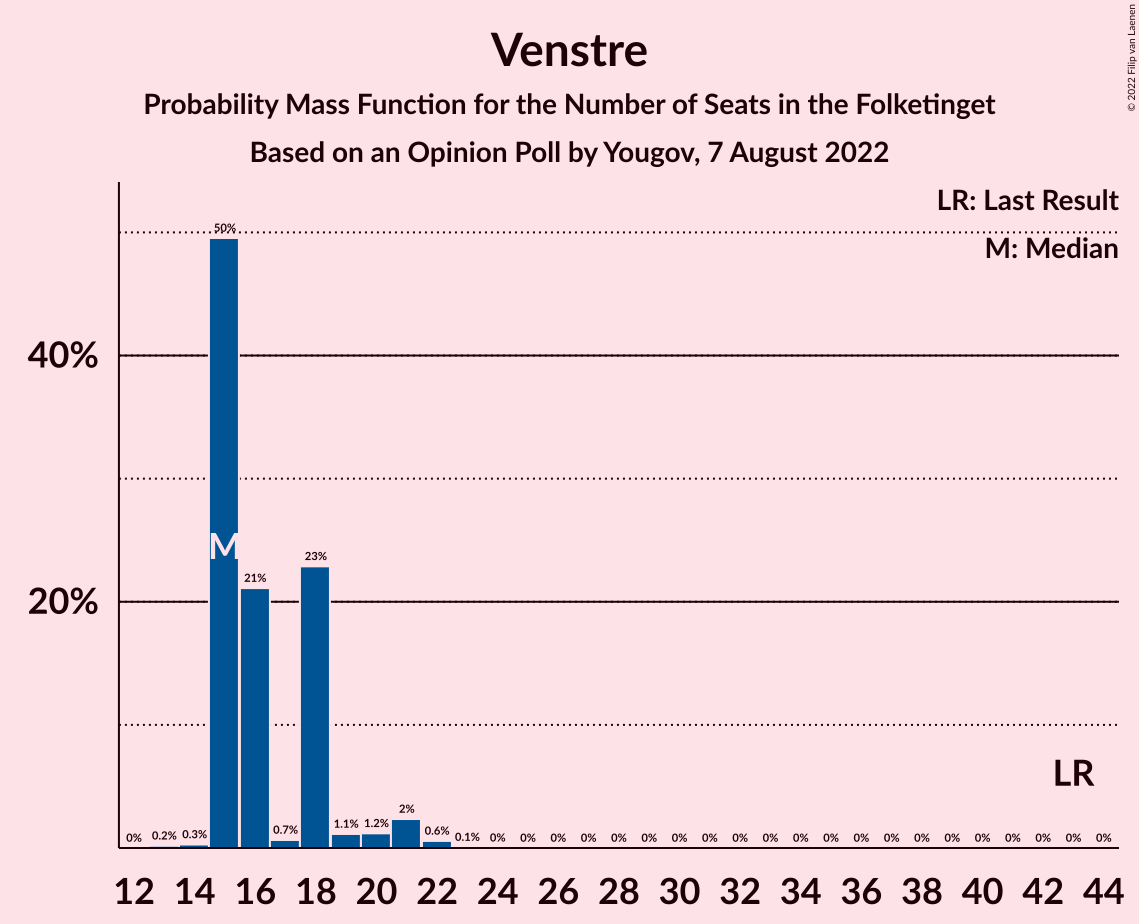 Venstre
Probability Mass Function for the Number of Seats in the Folketinget
Based on an Opinion Poll by Yougov, 7 August 2022
© 2022 Filip van Laenen
LR: Last Result
M: Median
40%
20%
50%
M
21%
23%
LR
0% 0.2% 0.3% 0.7% 1.1% 1.2% 2% 0.6% 0.1% 0% 0% 0% 0% 0% 0% 0% 0% 0% 0% 0% 0% 0% 0% 0% 0% 0% 0% 0% 0% 0%
12 14 16 18 20 22 24 26 28 30 32 34 36 38 40 42 44